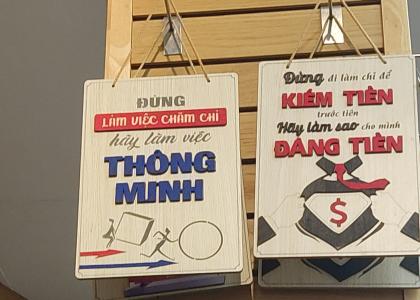 ĐỪNG
LÀM VIỆC CHĂM CHỈ
hãy làm việc
THÔNG
MINH
Đừng đi làm chỉ để
KIẾM TIỀN
trước tiên
Hãy làm sao cho mình
ĐÁNG TIỀN
$